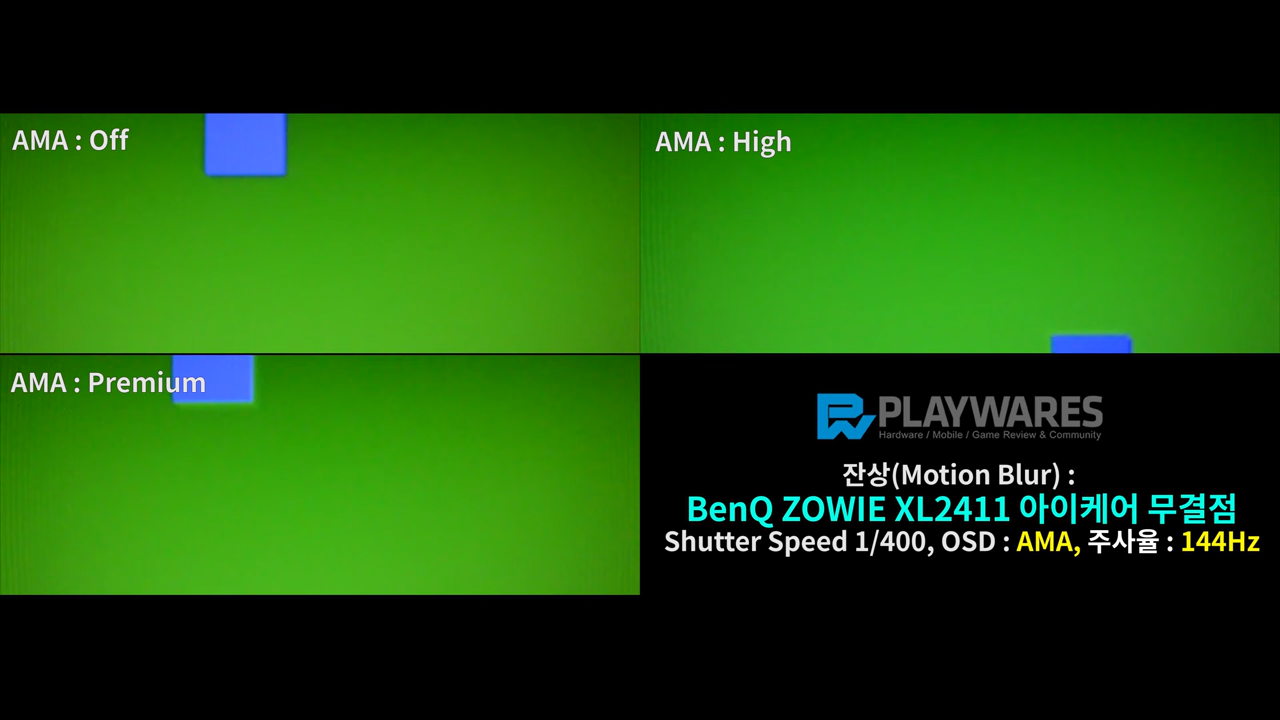 AMA : Off
AMA : High
AMA : Premium
PLAYWARES
Hardware / Mobile / Game Review & Community
잔상(Motion Blur) :
BenQ ZOWIE XL2411 아이케어 무결점
Shutter Speed 1/400, OSD : AMA, 주사율 : 144Hz